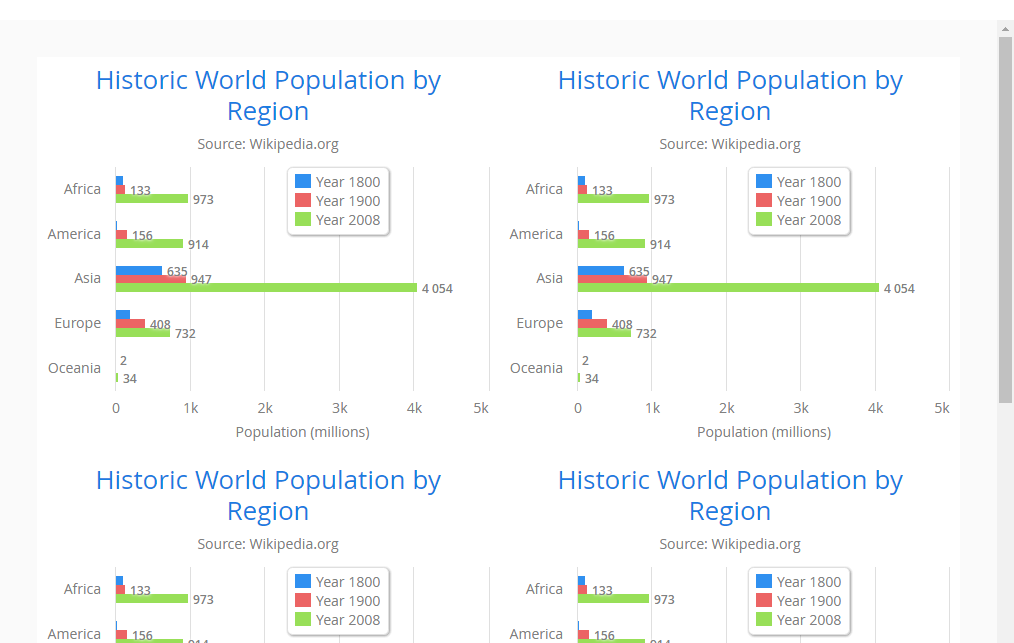 Historic World Population by
Region
Source: Wikipedia.org
Year 1800
Year 1900
Year 2008
Africa
133
973
America
156
914
Asia
635
947
4 054
Europe
408
732
Oceania
2
34
0 1k 2k 3k 4k 5k
Population (millions)
Historic World Population by
Region
Source: Wikipedia.org
Year 1800
Year 1900
Year 2008
Africa
133
973
America
156
914
Asia
635
947
4 054
Europe
408
732
Oceania
2
34
0 1k 2k 3k 4k 5k
Population (millions)
Historic World Population by
Region
Source: Wikipedia.org
Year 1800
Year 1900
Year 2008
Africa
133
973
America
156
914
Historic World Population by
Region
Source: Wikipedia.org
Year 1800
Year 1900
Year 2008
Africa
133
973
America
156
914